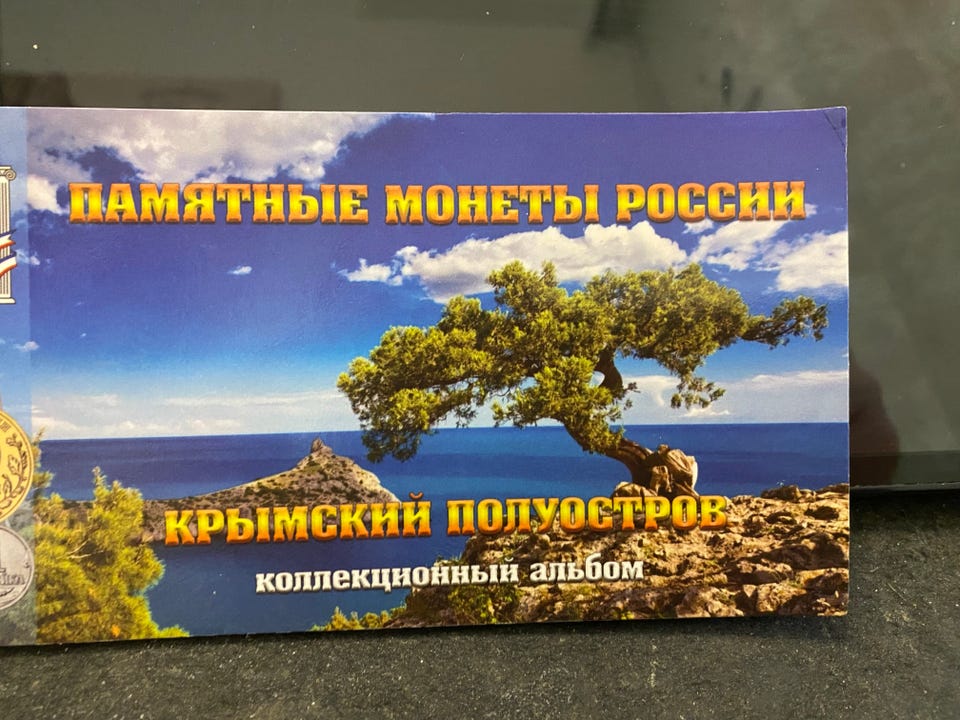 ПАМЯТНЫЕ МОНЕТЫ РОССИИ
КРЫМСКИЙ ПОЛУОСТРОВ
коллекционный альбом